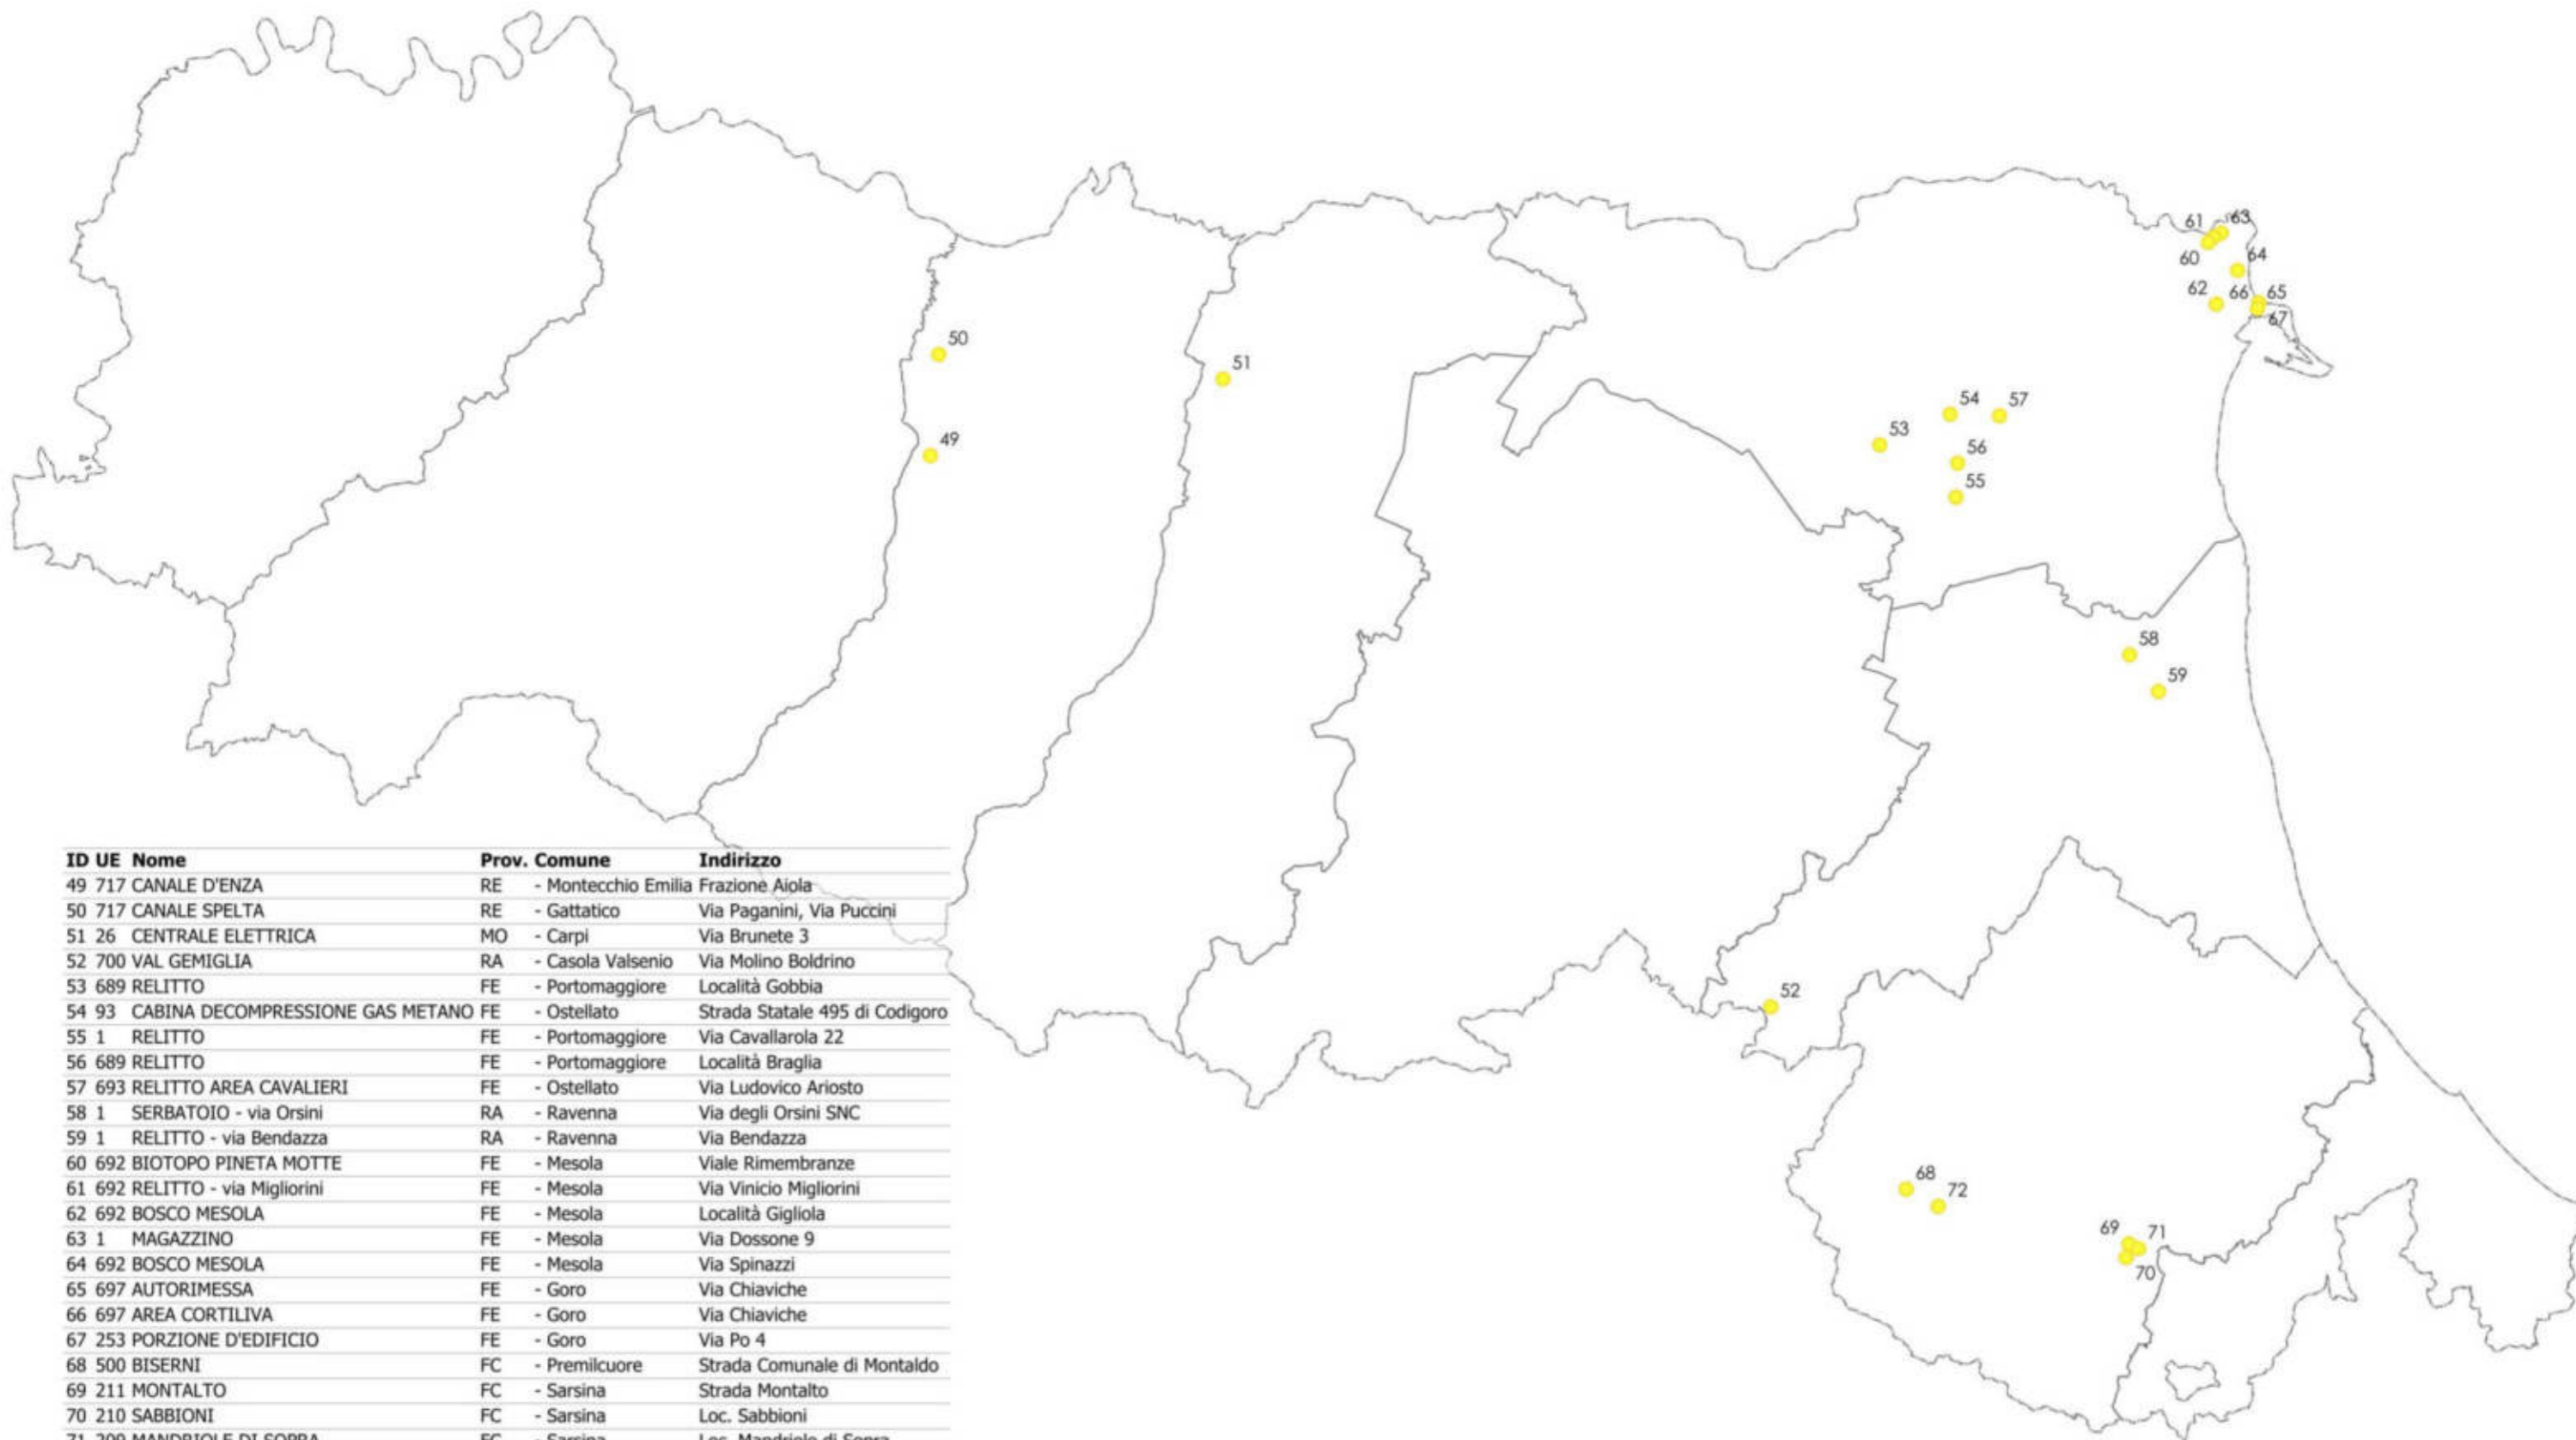 61 63
60 64
62 66 65
67
50
51
54 57
53
49
56
55
58
59
52
68
72
69 71
70
ID UE Nome Prov. Comune Indirizzo
49 717 CANALE D'ENZA RE - Montecchio Emilia Frazione Aiola
50 717 CANALE SPELTA RE - Gattatico Via Paganini, Via Puccini
51 26 CENTRALE ELETTRICA MO - Carpi Via Brunete 3
52 700 VAL GEMIGLIA RA - Casola Valsenio Via Molino Boldrino
53 689 RELITTO FE - Portomaggiore Località Gobbia
54 93 CABINA DECOMPRESSIONE GAS METANO FE - Ostellato Strada Statale 495 di Codigoro
55 1 RELITTO FE - Portomaggiore Via Cavallarola 22
56 689 RELITTO FE - Portomaggiore Località Braglia
57 693 RELITTO AREA CAVALIERI FE - Ostellato Via Ludovico Ariosto
58 1 SERBATOIO - via Orsini RA - Ravenna Via degli Orsini SNC
59 1 RELITTO - via Bendazza RA - Ravenna Via Bendazza
60 692 BIOTOPO PINETA MOTTE FE - Mesola Viale Rimembranze
61 692 RELITTO - via Migliorini FE - Mesola Via Vinicio Migliorini
62 692 BOSCO MESOLA FE - Mesola Località Gigliola
63 1 MAGAZZINO FE - Mesola Via Dossone 9
64 692 BOSCO MESOLA FE - Mesola Via Spinazzi
65 697 AUTORIMESSA FE - Goro Via Chiaviche
66 697 AREA CORTILIVA FE - Goro Via Chiaviche
67 253 PORZIONE D'EDIFICIO FE - Goro Via Po 4
68 500 BISERNI FC - Premilcuore Strada Comunale di Montaldo
69 211 MONTALTO FC - Sarsina Strada Montalto
70 210 SABBIONI FC - Sarsina Loc. Sabbioni
71 209 MANDRIOLE DI SOPRA FC - Sarsina Loc. Mandriole di Sopra